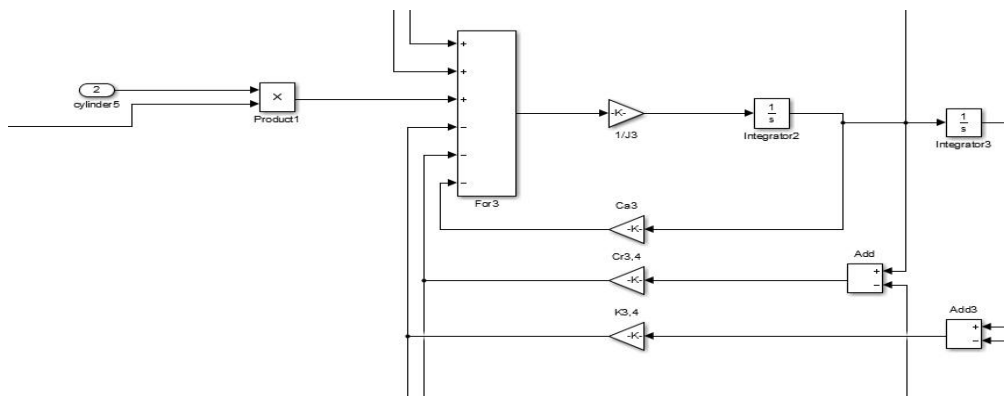 +
+
2
cylinder5
×
Product1
+
−
−
−
For3
-K-
1/J3
1
s
Integrator2
1
s
Integrator3
Ca3
-K-
Cr3,4
-K-
Add
+
−
K3,4
-K-
Add3
+
−